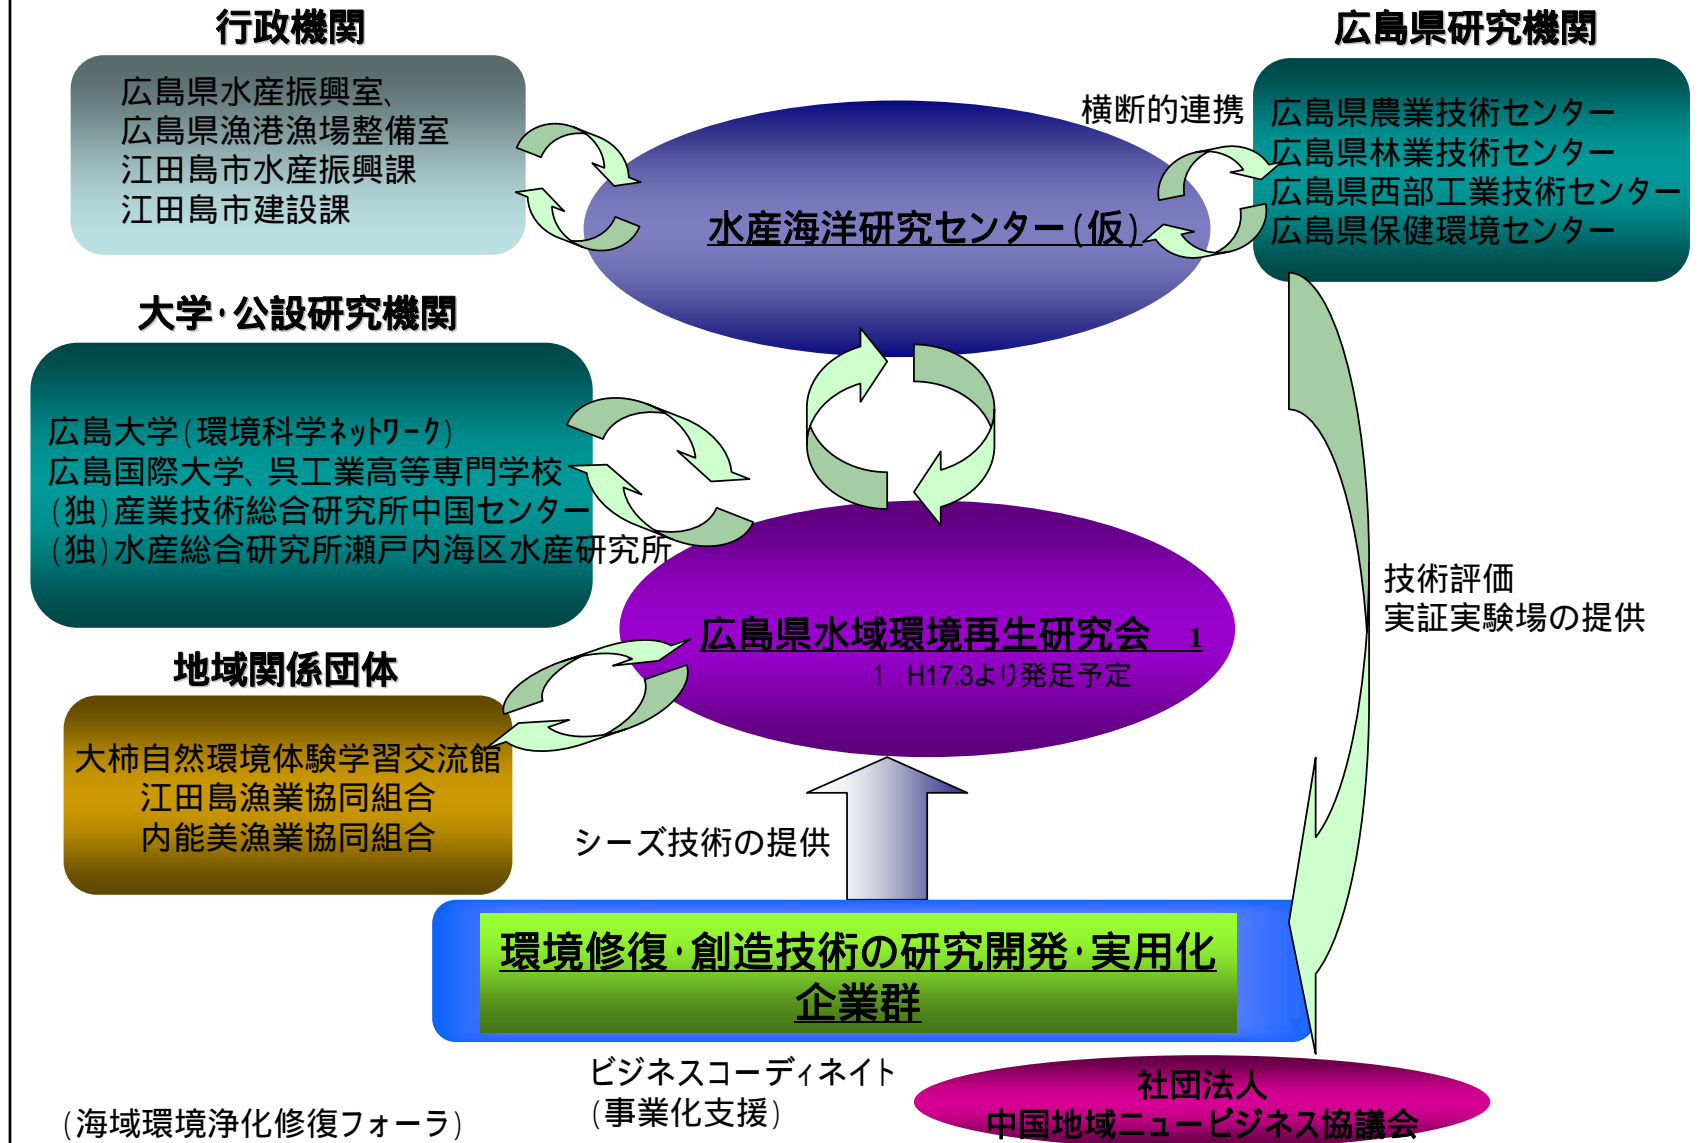 行政機関
広島県水産振興室、
広島県漁港漁場整備室
江田島市水産振興課
江田島市建設課
広島県研究機関
横断的連携
広島県農業技術センター
広島県林業技術センター
広島県西部工業技術センター
広島県保健環境センター
水産海洋研究センター(仮)
大学・公設研究機関
広島大学(環境科学ネットワーク)
広島国際大学、呉工業高等専門学校
(独)産業技術総合研究所中国センター
(独)水産総合研究所瀬戸内海区水産研究所
技術評価
実証実験場の提供
広島県水域環境再生研究会 1
1 H17.3より発足予定
地域関係団体
大柿自然環境体験学習交流館
江田島漁業協同組合
内能美漁業協同組合
シーズ技術の提供
環境修復・創造技術の研究開発・実用化
企業群
ビジネスコーディネイト
(事業化支援)
社団法人
中国地域ニュービジネス協議会
(海域環境浄化修復フォーラ)